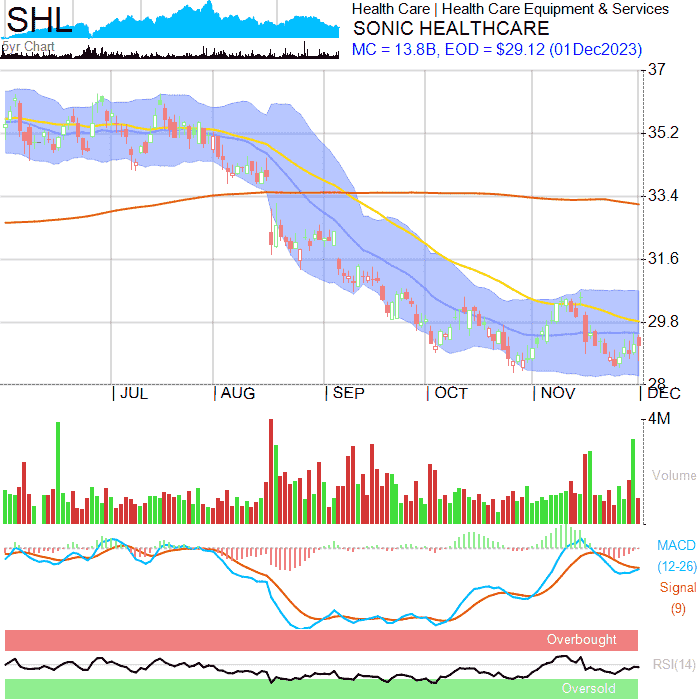 SHL
5yr Chart
Health Care | Health Care Equipment & Services
SONIC HEALTHCARE
MC = 13.8B, EOD = $29.12 (01Dec2023)
37
35.2
33.4
31.6
29.8
28
JUL
AUG
SEP
OCT
NOV
DEC
4M
Volume
MACD
(12-26)
Signal
(9)
Overbought
RSI(14)
Oversold